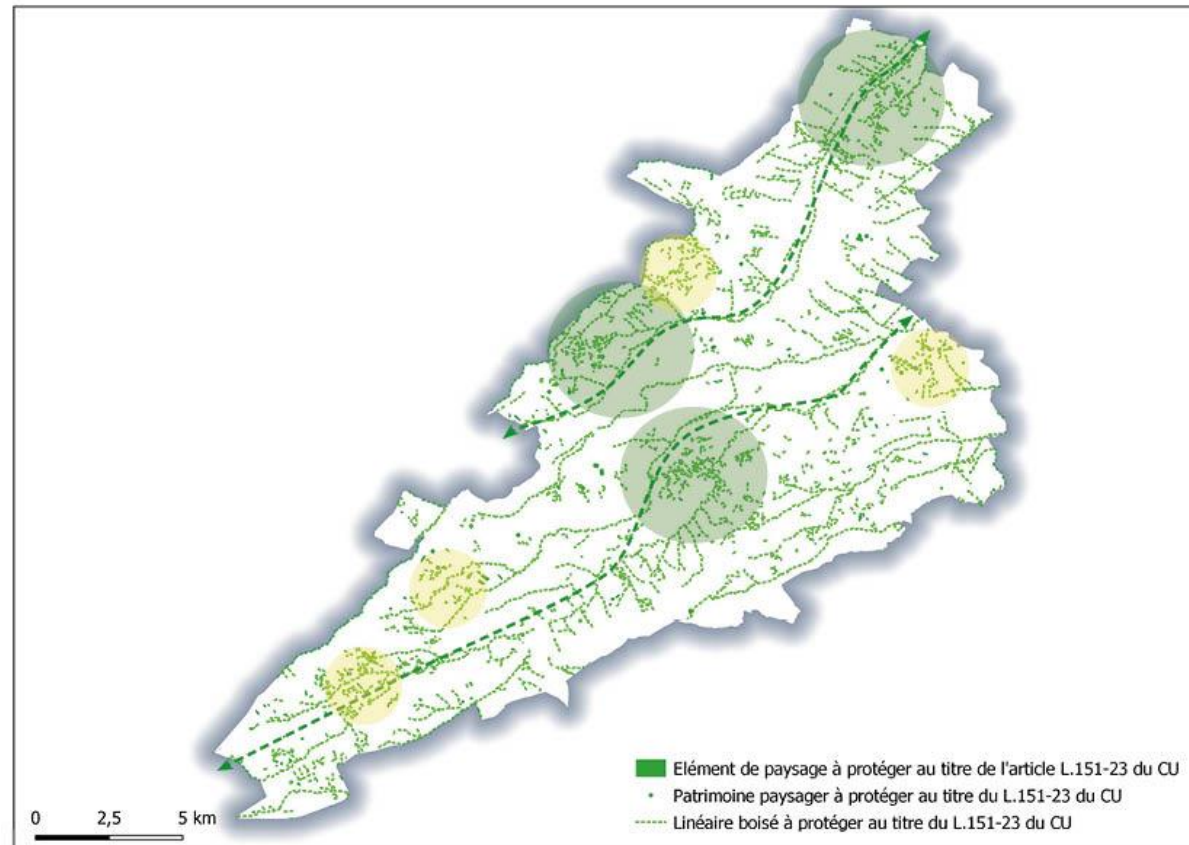 Elément de paysage à protéger au titre de l'article L.151-23 du CU
Patrimoine paysager à protéger au titre du L.151-23 du CU
Linéaire boisé à protéger au titre du L.151-23 du CU
0 2,5 5 km